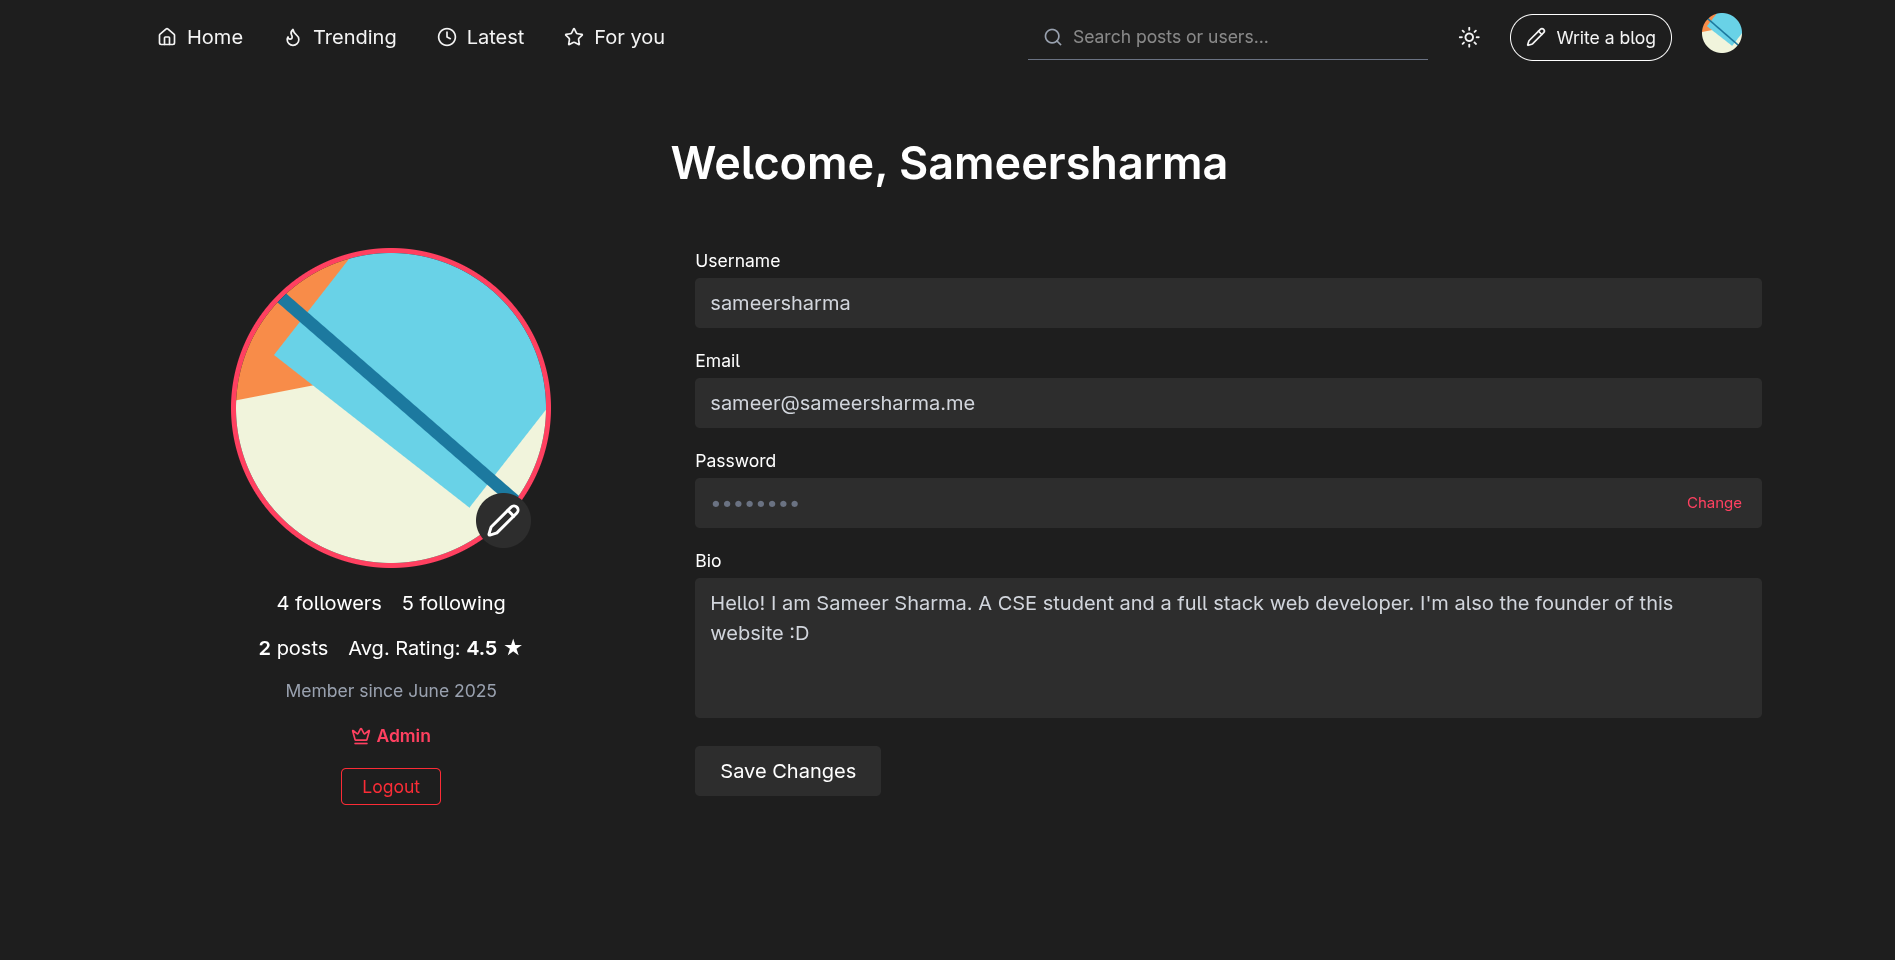 Home Trending Latest For you Search posts or users... Write a blog
Welcome, Sameersharma
4 followers 5 following
2 posts Avg. Rating: 4.5 ★
Member since June 2025
Admin
Logout
Username
sameersharma
Email
sameer@sameersharma.me
Password
•••••••• Change
Bio
Hello! I am Sameer Sharma. A CSE student and a full stack web developer. I'm also the founder of this
website :D
Save Changes